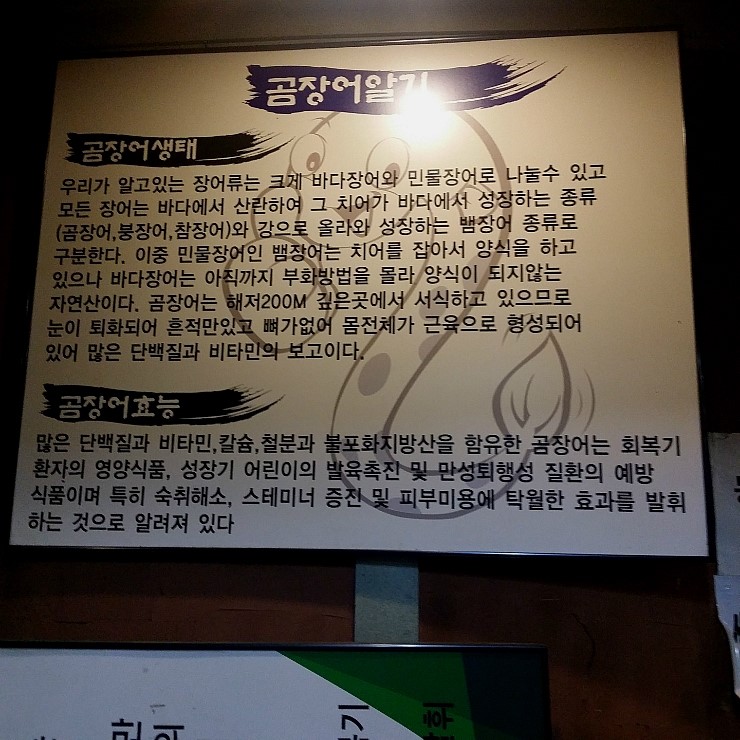 곰장어알기
곰장어생태
우리가 알고있는 장어류는 크게 바다장어와 민물장어로 나눌수 있고
모든 장어는 바다에서 산란하여 그 치어가 바다에서 성장하는 종류
(곰장어,붕장어,참장어)와 강으로 올라와 성장하는 뱀장어 종류로
구분한다. 이중 민물장어인 뱀장어는 치어를 잡아서 양식을 하고
있으나 바다장어는 아직까지 부화방법을 몰라 양식이 되지않는
자연산이다. 곰장어는 해저200M 깊은곳에서 서식하고 있으므로
눈이 퇴화되어 흔적만있고 뼈가없어 몸전체가 근육으로 형성되어
있어 많은 단백질과 비타민의 보고이다.
곰장어효능
많은 단백질과 비타민,칼슘,철분과 불포화지방산을 함유한 곰장어는 회복기
환자의 영양식품, 성장기 어린이의 발육촉진 및 만성퇴행성 질환의 예방
식품이며 특히 숙취해소, 스테미너 증진 및 피부미용에 탁월한 효과를 발휘
하는 것으로 알려져 있다